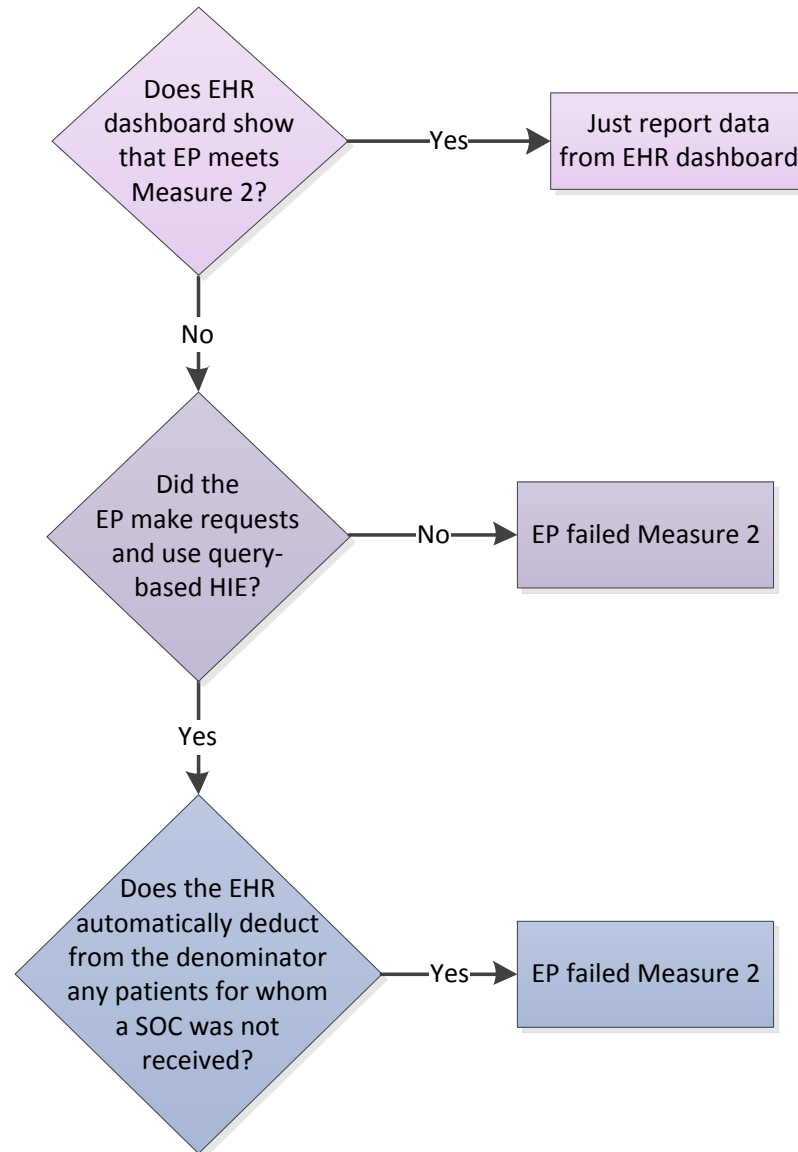 Does EHR
dashboard show
that EP meets
Measure 2?
Yes
Just report data
from EHR dashboard
No
Did the
EP make requests
and use query-
based HIE?
No
EP failed Measure 2
Yes
Does the EHR
automatically deduct
from the denominator
any patients for whom
a SOC was not
received?
Yes
EP failed Measure 2